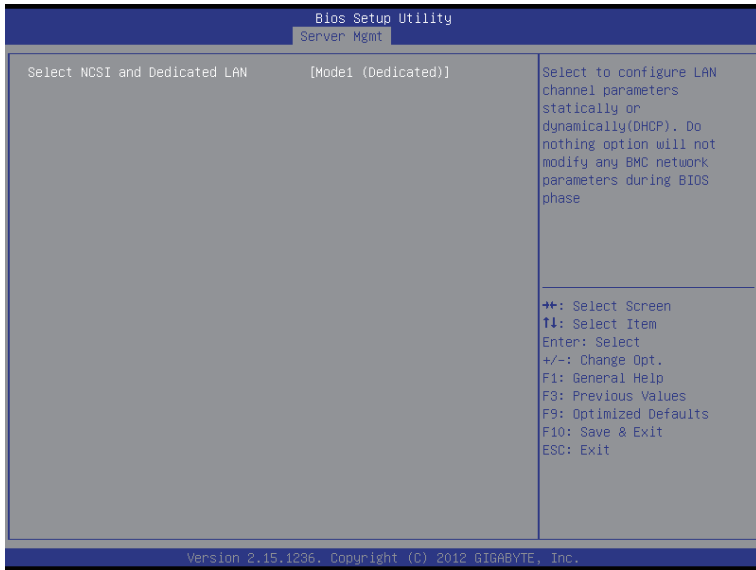 Bios Setup Utility
Server Mgmt
Select NCSI and Dedicated LAN [Mode1 (Dedicated)]
Select to configure LAN
channel parameters
statically or
dynamically(DHCP). Do
nothing option will not
modify any BMC network
parameters during BIOS
phase
→←: Select Screen
↑↓: Select Item
Enter: Select
+/-: Change Opt.
F1: General Help
F3: Previous Values
F9: Optimized Defaults
F10: Save & Exit
ESC: Exit
Version 2.15.1236. Copyright (C) 2012 GIGABYTE, Inc.